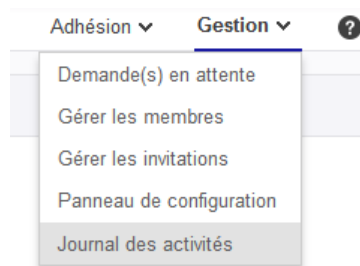 Adhésion Gestion ?
Demande(s) en attente
Gérer les membres
Gérer les invitations
Panneau de configuration
Journal des activités